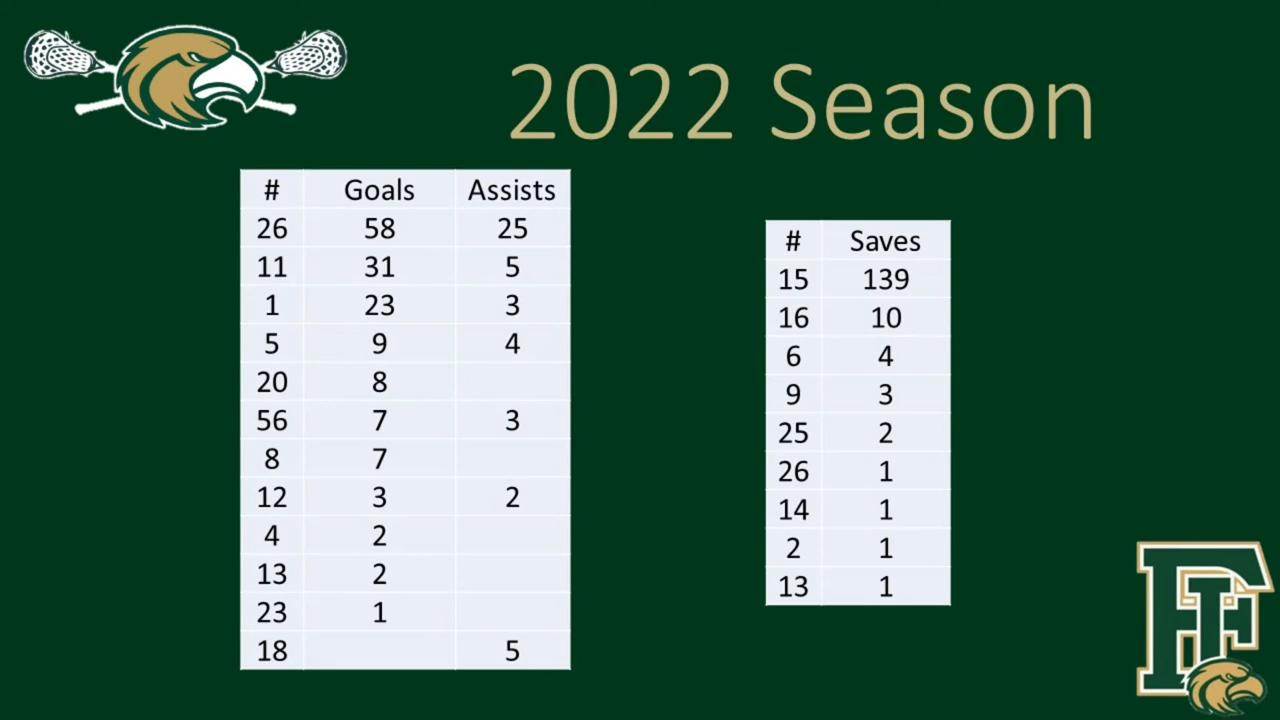 2022 Season
# Goals Assists
26 58 25
11 31 5
1 23 3
5 9 4
20 8
56 7 3
8 7
12 3 2
4 2
13 2
23 1
18 5
# Saves
15 139
16 10
6 4
9 3
25 2
26 1
14 1
2 1
13 1